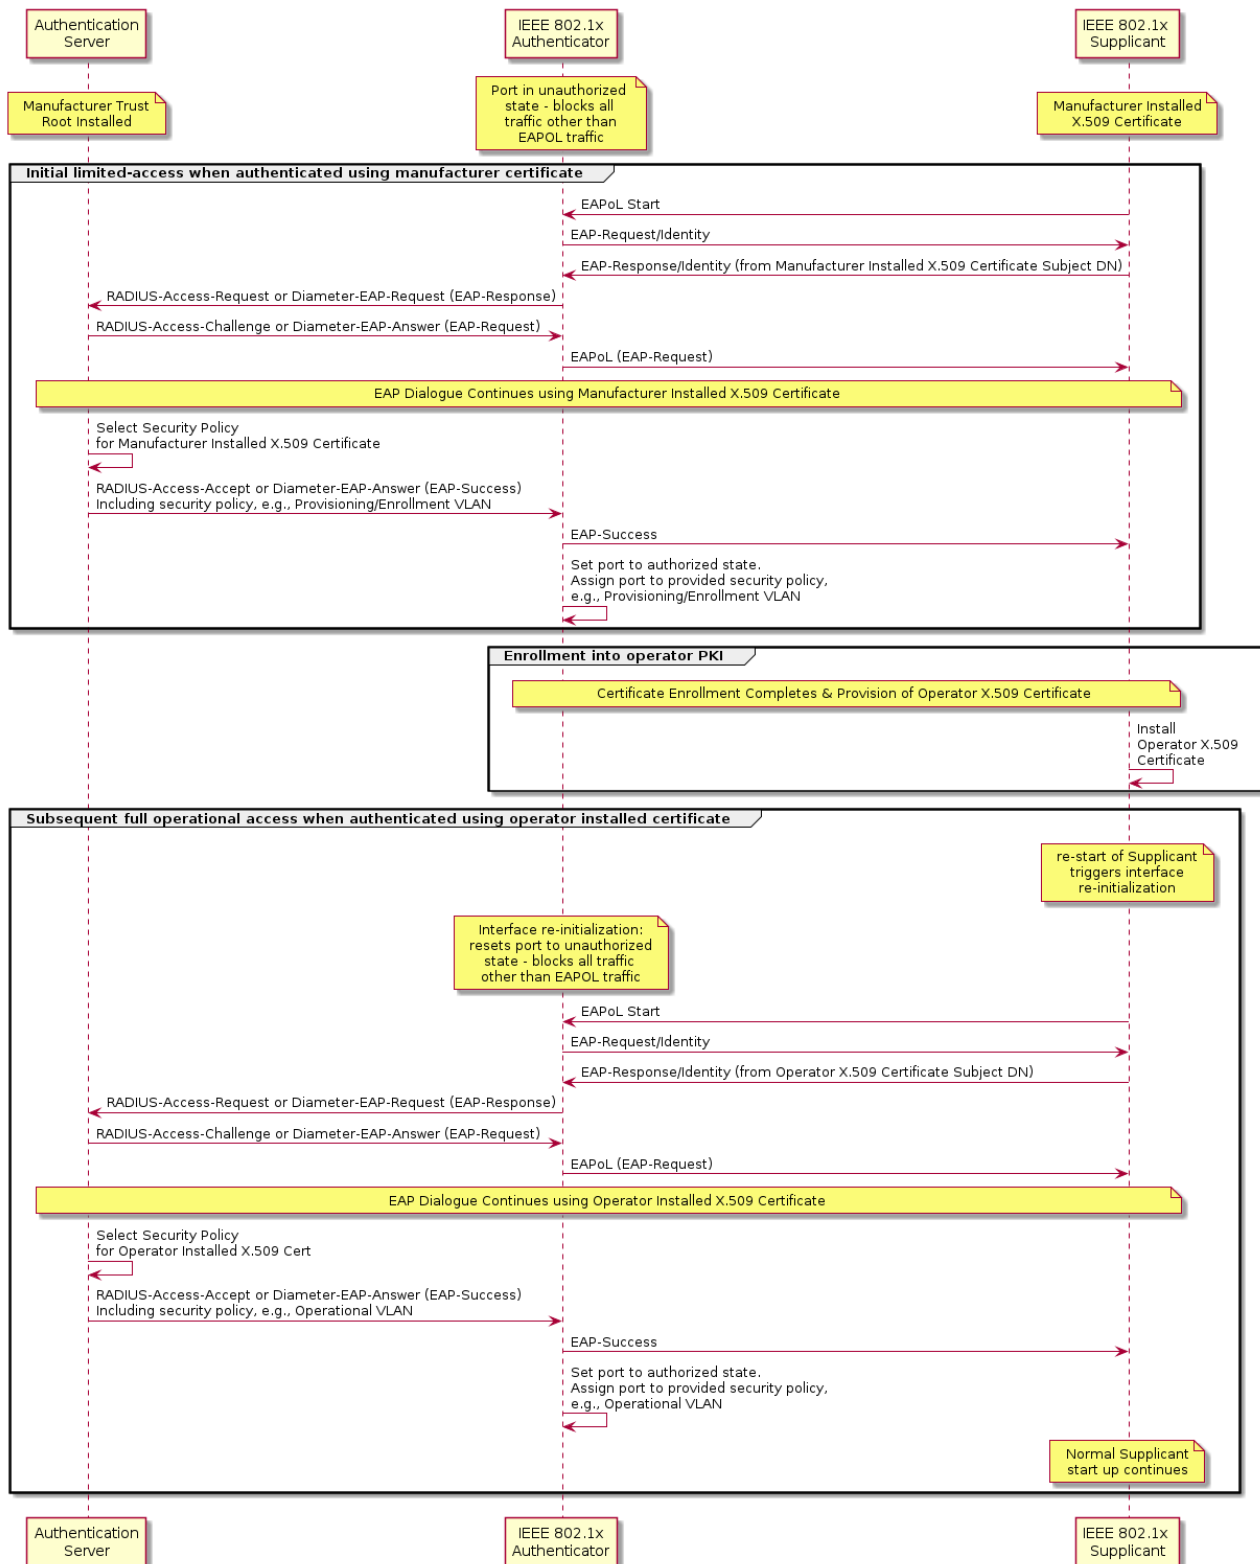 Authentication
Server
IEEE 802.1x
Authenticator
IEEE 802.1x
Supplicant
Manufacturer Trust
Root Installed
Port in unauthorized
state - blocks all
traffic other than
EAPOL traffic
Manufacturer Installed
X.509 Certificate
Initial limited-access when authenticated using manufacturer certificate
EAPoL Start
EAP-Request/Identity
EAP-Response/Identity (from Manufacturer Installed X.509 Certificate Subject DN)
RADIUS-Access-Request or Diameter-EAP-Request (EAP-Response)
RADIUS-Access-Challenge or Diameter-EAP-Answer (EAP-Request)
EAPoL (EAP-Request)
EAP Dialogue Continues using Manufacturer Installed X.509 Certificate
Select Security Policy
for Manufacturer Installed X.509 Certificate
RADIUS-Access-Accept or Diameter-EAP-Answer (EAP-Success)
Including security policy, e.g., Provisioning/Enrollment VLAN
EAP-Success
Set port to authorized state.
Assign port to provided security policy,
e.g., Provisioning/Enrollment VLAN
Enrollment into operator PKI
Certificate Enrollment Completes & Provision of Operator X.509 Certificate
Install
Operator X.509
Certificate
Subsequent full operational access when authenticated using operator installed certificate
re-start of Supplicant
triggers interface
re-initialization
Interface re-initialization:
resets port to unauthorized
state - blocks all traffic
other than EAPOL traffic
EAPoL Start
EAP-Request/Identity
EAP-Response/Identity (from Operator X.509 Certificate Subject DN)
RADIUS-Access-Request or Diameter-EAP-Request (EAP-Response)
RADIUS-Access-Challenge or Diameter-EAP-Answer (EAP-Request)
EAPoL (EAP-Request)
EAP Dialogue Continues using Operator Installed X.509 Certificate
Select Security Policy
for Operator Installed X.509 Cert
RADIUS-Access-Accept or Diameter-EAP-Answer (EAP-Success)
Including security policy, e.g., Operational VLAN
EAP-Success
Set port to authorized state.
Assign port to provided security policy,
e.g., Operational VLAN
Normal Supplicant
start up continues
Authentication
Server
IEEE 802.1x
Authenticator
IEEE 802.1x
Supplicant